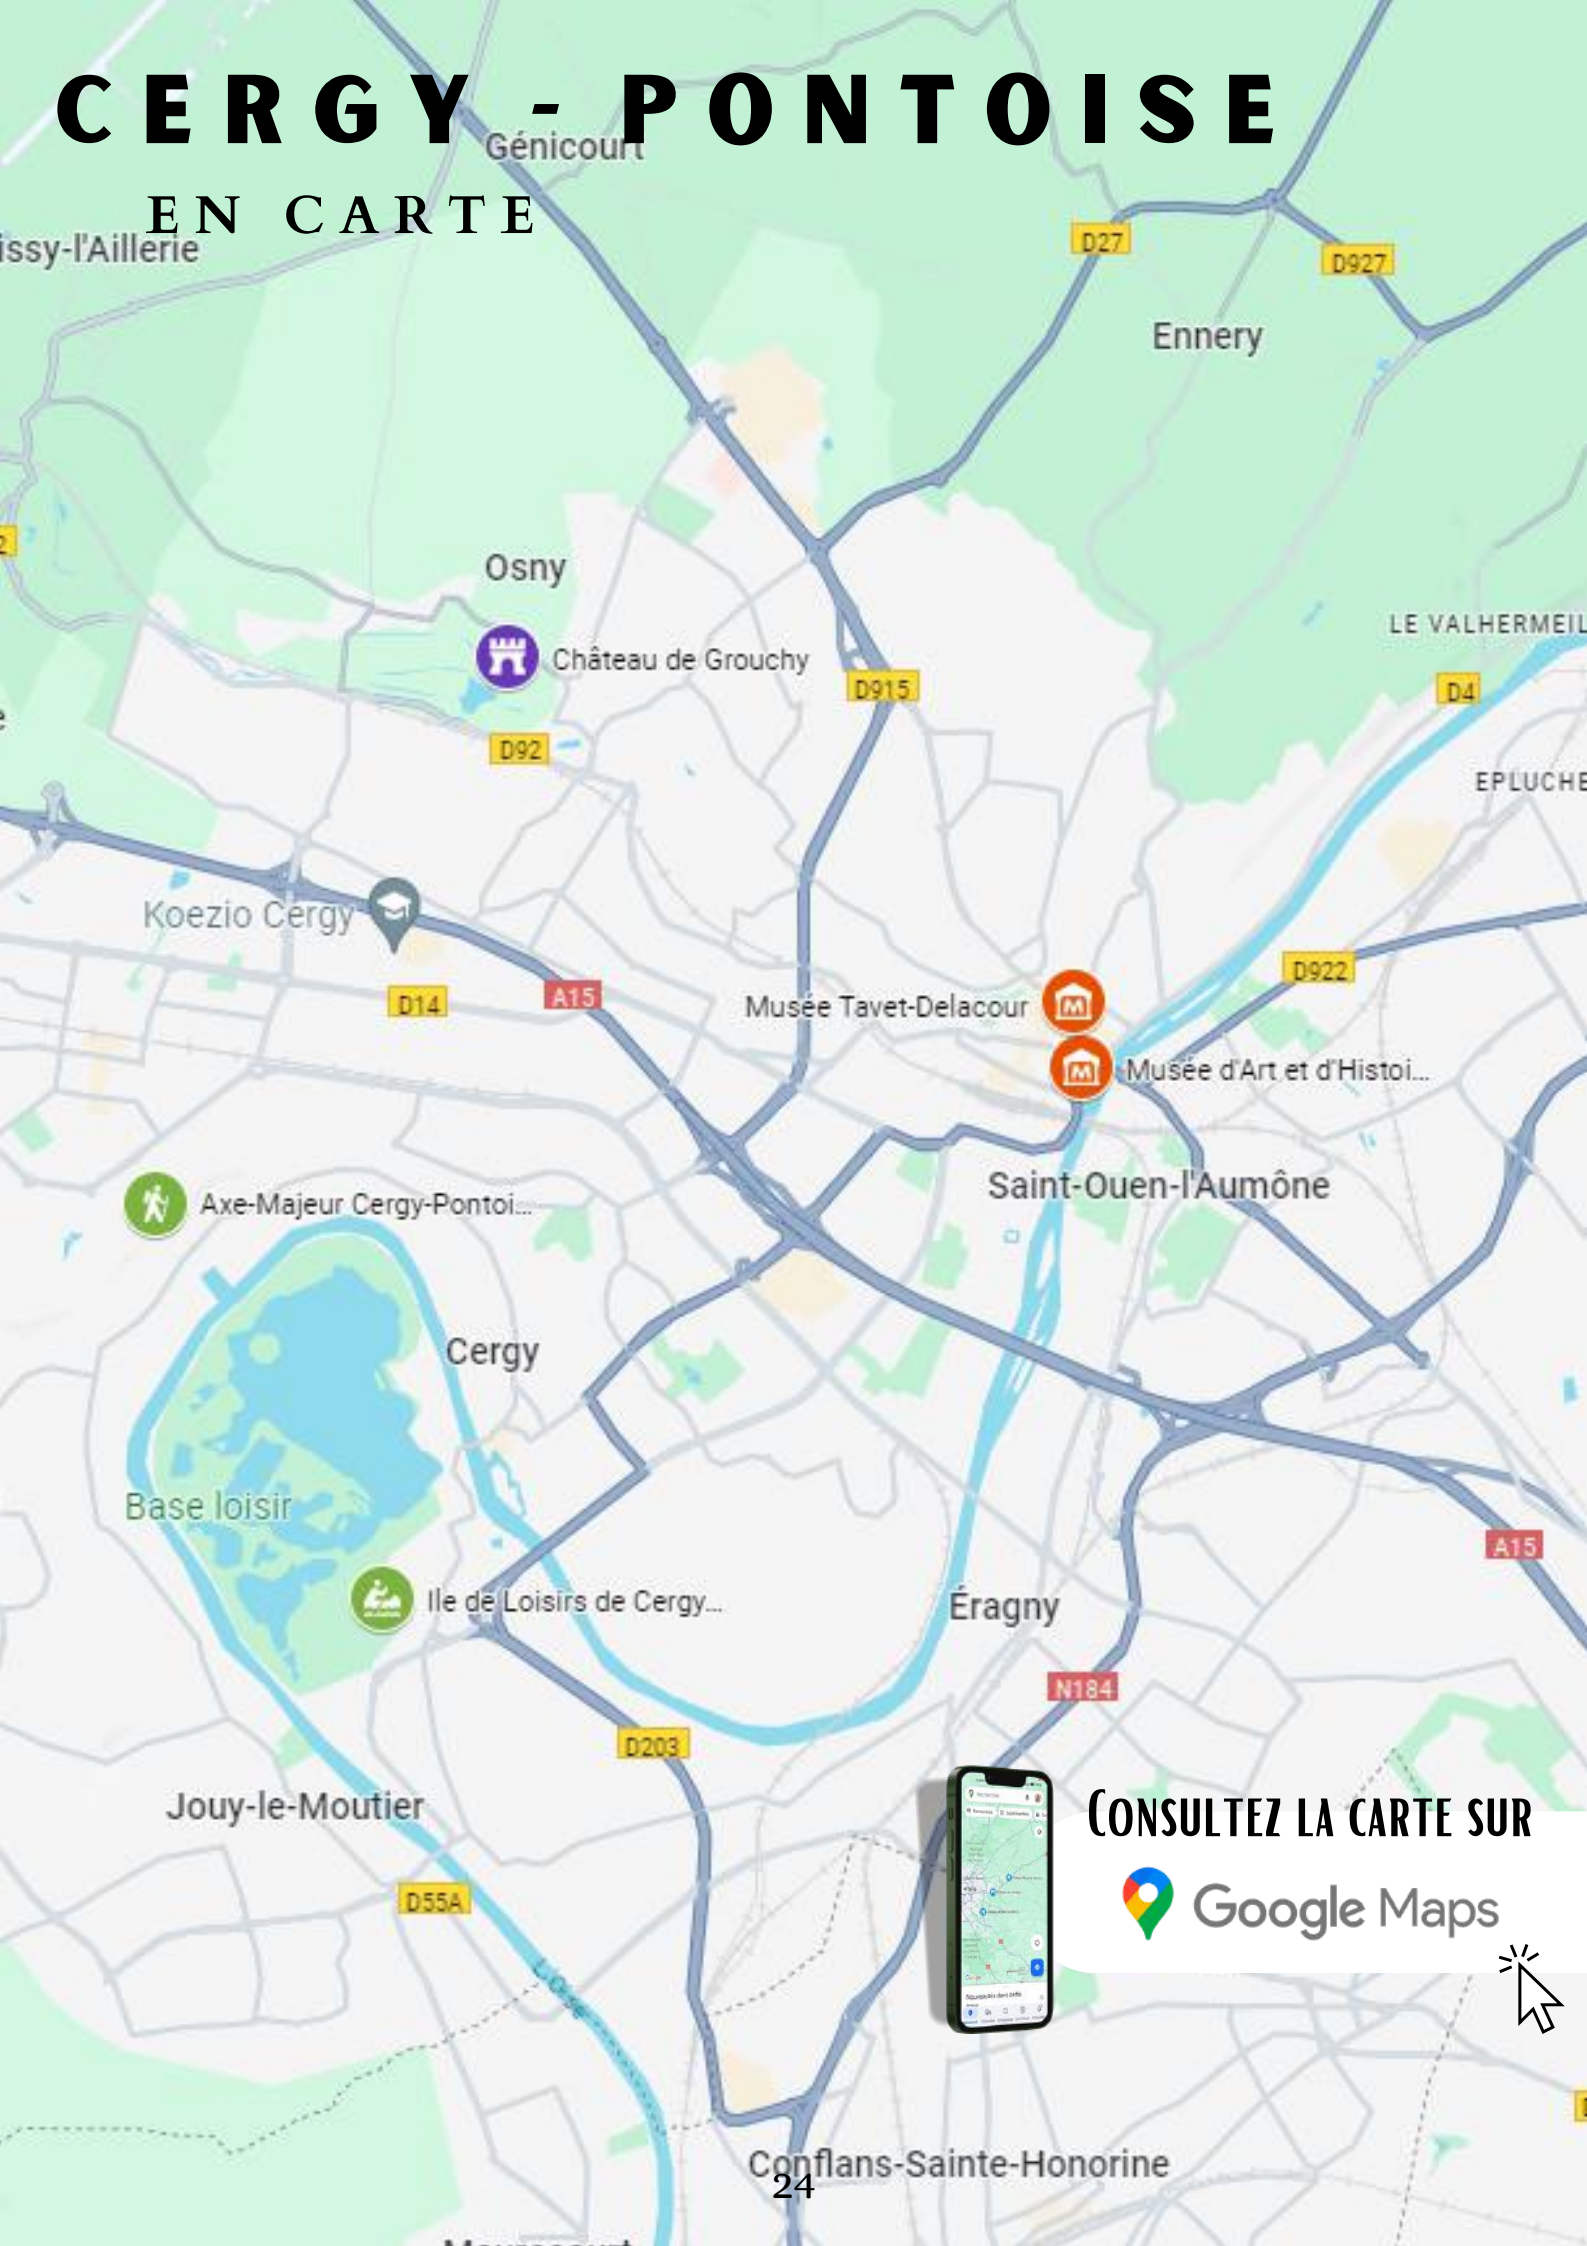 CERGY - PONTOISE
Génicourt
EN CARTE
issy-l'Aillerie
D27
D927
Ennery
2
Osny
LE VALHERMEIL
Château de Grouchy
D915
D4
e
D92
EPLUCHE
Koezio Cergy
D922
D14
A15
Musée Tavet-Delacour
Musée d'Art et d'Histoi...
Saint-Ouen-l'Aumône
Axe-Majeur Cergy-Pontoi...
Cergy
Base loisir
A15
Ile de Loisirs de Cergy...
Éragny
N184
D203
Jouy-le-Moutier
CONSULTEZ LA CARTE SUR
D55A
Google Maps
L'Oise
Conflans-Sainte-Honorine
24